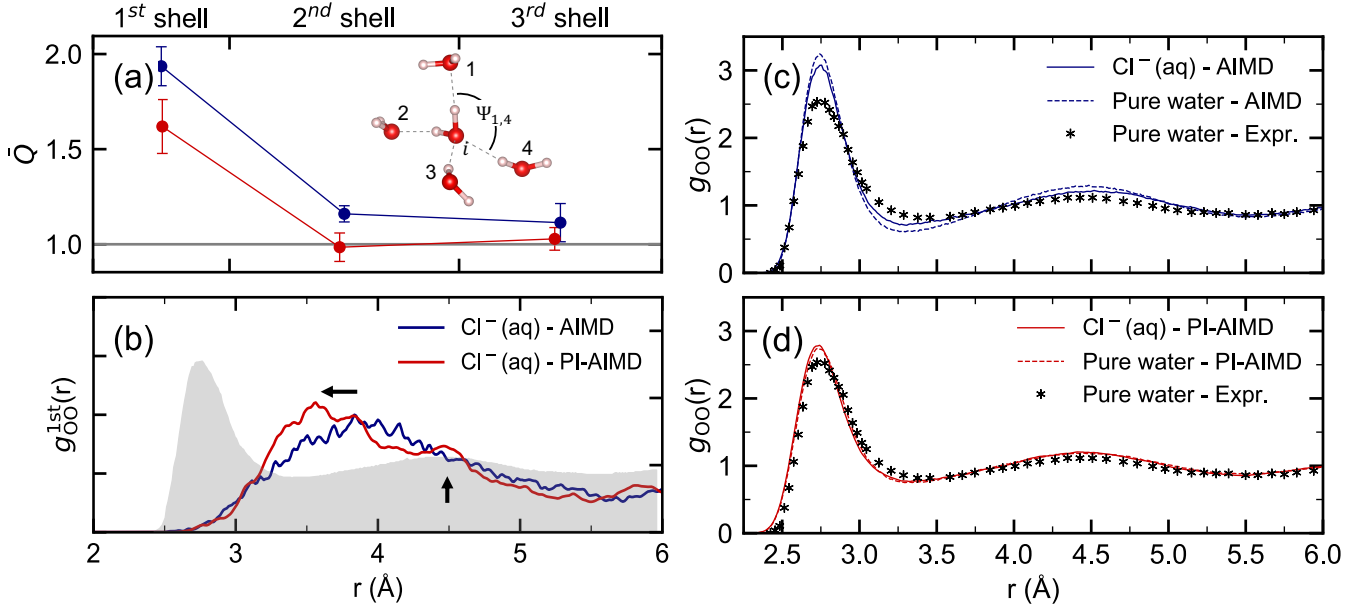 1st shell 2nd shell 3rd shell
(a)
2.0
1.5
1.0
Q̄
1
2
3
4
i
Ψ1,4
(b)
Cl−(aq) - AIMD
Cl−(aq) - PI-AIMD
g1stOO(r)
2 3 4 5 6
r (Å)
(c)
Cl−(aq) - AIMD
Pure water - AIMD
Pure water - Expr.
gOO(r)
3
2
1
0
(d)
Cl−(aq) - PI-AIMD
Pure water - PI-AIMD
Pure water - Expr.
gOO(r)
3
2
1
0
2.5 3.0 3.5 4.0 4.5 5.0 5.5 6.0
r (Å)